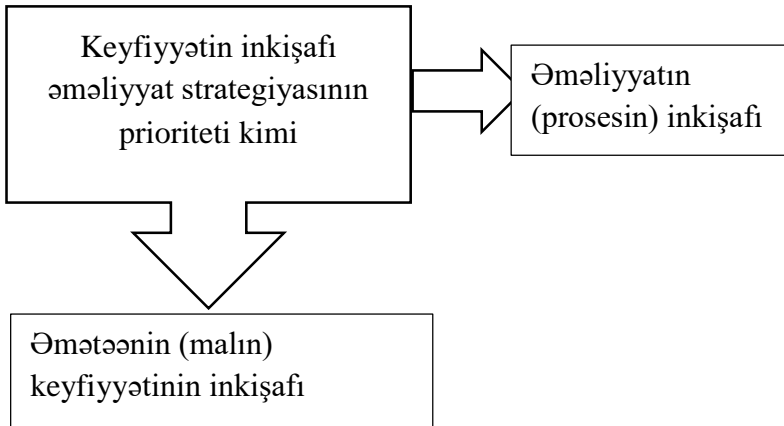 Keyfiyyətin inkişafı
əməliyyat strategiyasının
prioriteti kimi
Əməliyyatın
(prosesin) inkişafı
Əmətəənin (malın)
keyfiyyətinin inkişafı